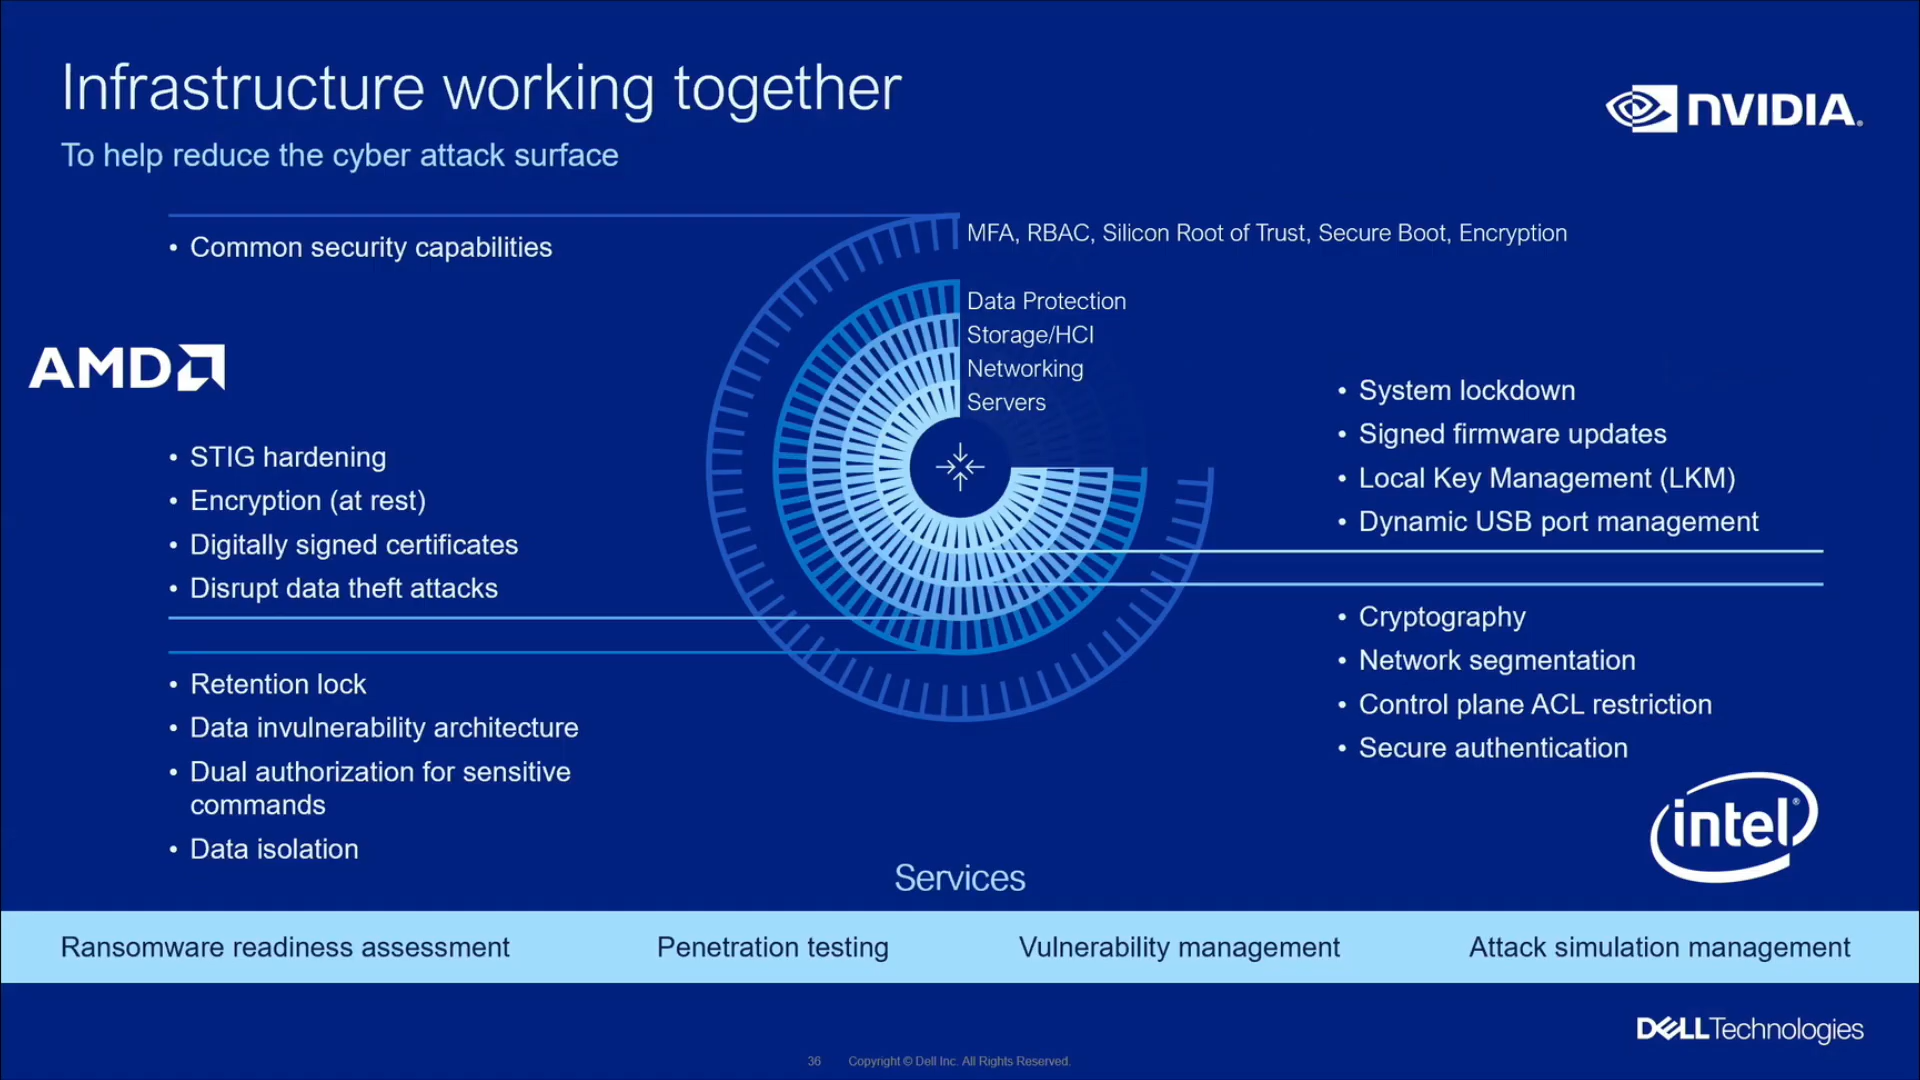 Infrastructure working together
To help reduce the cyber attack surface
NVIDIA®
• Common security capabilities
MFA, RBAC, Silicon Root of Trust, Secure Boot, Encryption
Data Protection
Storage/HCI
Networking
Servers
AMD
• STIG hardening
• Encryption (at rest)
• Digitally signed certificates
• Disrupt data theft attacks
• System lockdown
• Signed firmware updates
• Local Key Management (LKM)
• Dynamic USB port management
• Retention lock
• Data invulnerability architecture
• Dual authorization for sensitive
commands
• Data isolation
• Cryptography
• Network segmentation
• Control plane ACL restriction
• Secure authentication
intel®
Services
Ransomware readiness assessment
Penetration testing
Vulnerability management
Attack simulation management
DELLTechnologies
36 Copyright © Dell Inc. All Rights Reserved.